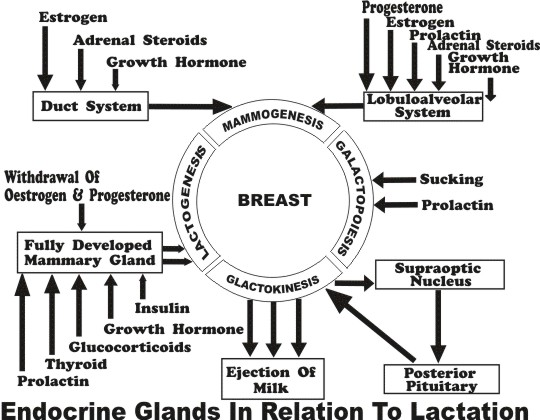 Estrogen
Adrenal Steroids
Growth Hormone
Duct System
Progesterone
Estrogen
Prolactin
Adrenal Steroids
Growth
Hormone
Lobuloalveolar
System
MAMMOGENESIS
LACTOGENESIS
GALACTOPOIESIS
BREAST
Sucking
Prolactin
Withdrawal Of
Oestrogen & Progesterone
Fully Developed
Mammary Gland
GLACTOKINESIS
Supraoptic
Nucleus
Insulin
Growth Hormone
Glucocorticoids
Thyroid
Prolactin
Ejection Of
Milk
Posterior
Pituitary
Endocrine Glands In Relation To Lactation